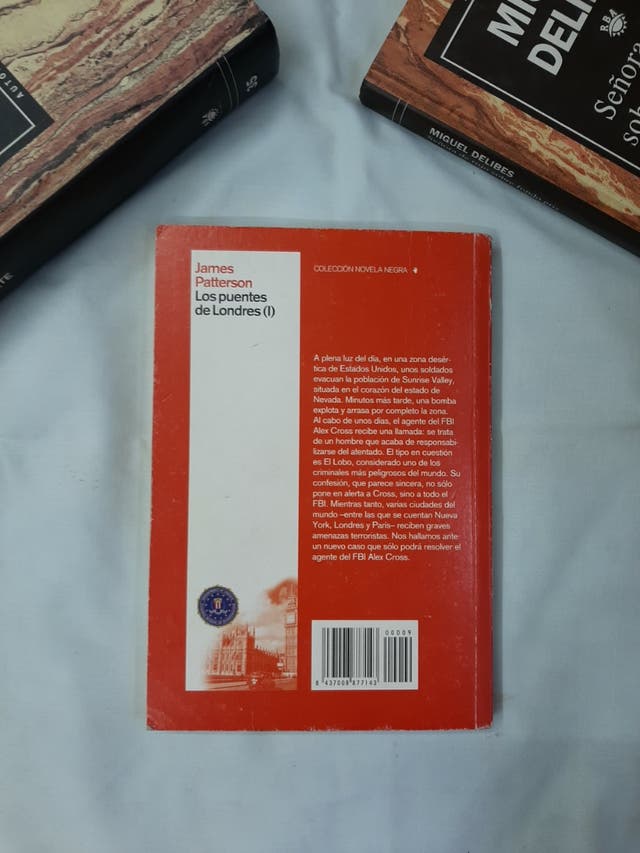 AUTO
MIGUEL DELIBES
MIG
DELI
RBA
Señora
James
Patterson
Los puentes
de Londres (I)
COLECCIÓN NOVELA NEGRA
A plena luz del día, en una zona desér-
tica de Estados Unidos, unos soldados
evacuan la población de Sunrise Valley,
situada en el corazón del estado de
Nevada. Minutos más tarde, una bomba
explota y arrasa por completo la zona.
Al cabo de unos días, el agente del FBI
Alex Cross recibe una llamada: se trata
de un hombre que acaba de responsabi-
lizarse del atentado. El tipo en cuestión
es El Lobo, considerado uno de los
criminales más peligrosos del mundo. Su
confesión, que parece sincera, no sólo
pone en alerta a Cross, sino a todo el
FBI. Mientras tanto, varias ciudades del
mundo –entre las que se cuentan Nueva
York, Londres y París– reciben graves
amenazas terroristas. Nos hallamos ante
un nuevo caso que sólo podrá resolver el
agente del FBI Alex Cross.
00009
8 437008 877143